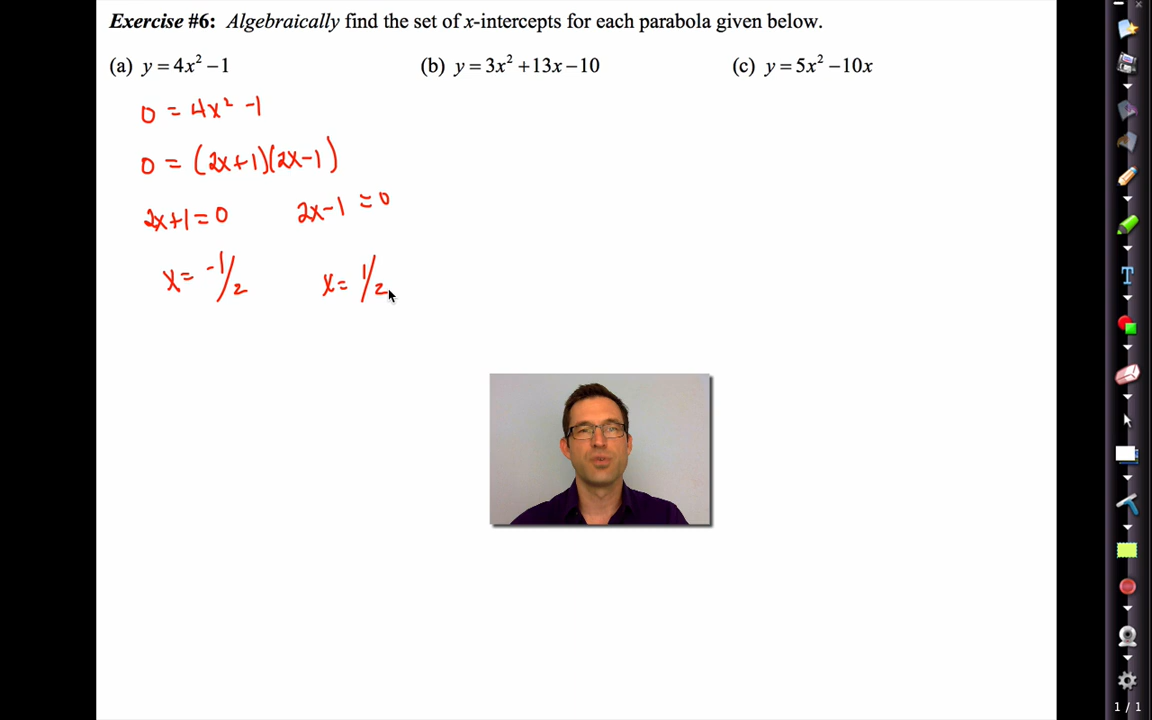 Exercise #6: Algebraically find the set of x-intercepts for each parabola given below.
(a) y = 4x² − 1 (b) y = 3x² + 13x − 10 (c) y = 5x² − 10x
0 = 4x² - 1
0 = (2x+1)(2x-1)
2x+1 = 0 2x-1 = 0
x = -1/2 x = 1/2
T
1 / 1